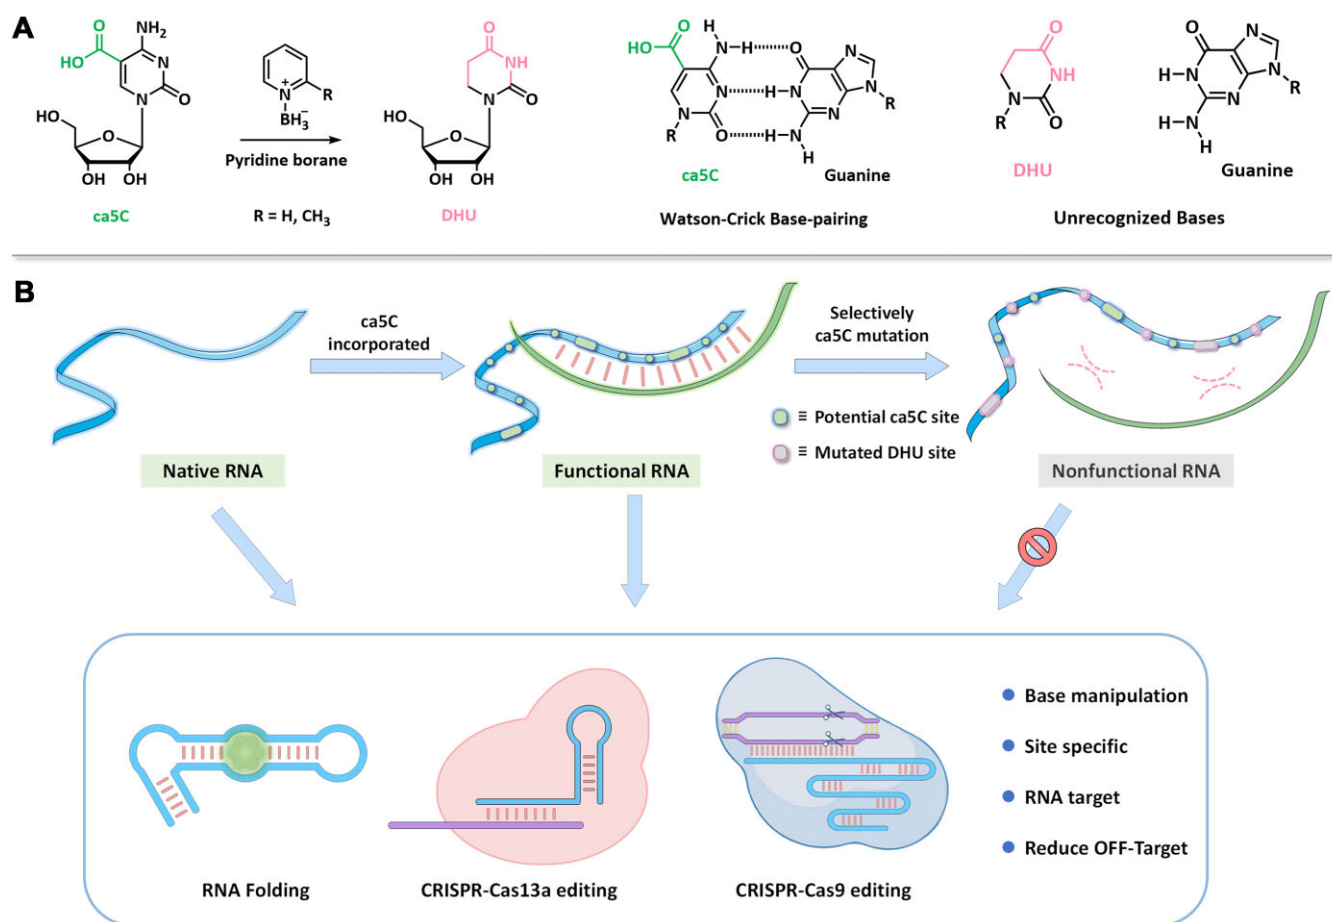 A
HO
O
NH₂
N
N
O
HO
O
OH
OH
ca5C
N⁺
R
BH₃⁻
Pyridine borane
R = H, CH₃
O
NH
N
O
HO
O
OH
OH
DHU
HO
O
H
N-H
O
N
N
R
O
H-N
N
N
N
R
H-N
H
ca5C
Guanine
Watson-Crick Base-pairing
O
NH
N
R
O
DHU
O
H
N
N
N
N
R
N
H
H
Guanine
Unrecognized Bases
B
ca5C
incorporated
Selectively
ca5C mutation
≡ Potential ca5C site
≡ Mutated DHU site
Native RNA
Functional RNA
Nonfunctional RNA
Base manipulation
Site specific
RNA target
Reduce OFF-Target
RNA Folding
CRISPR-Cas13a editing
CRISPR-Cas9 editing